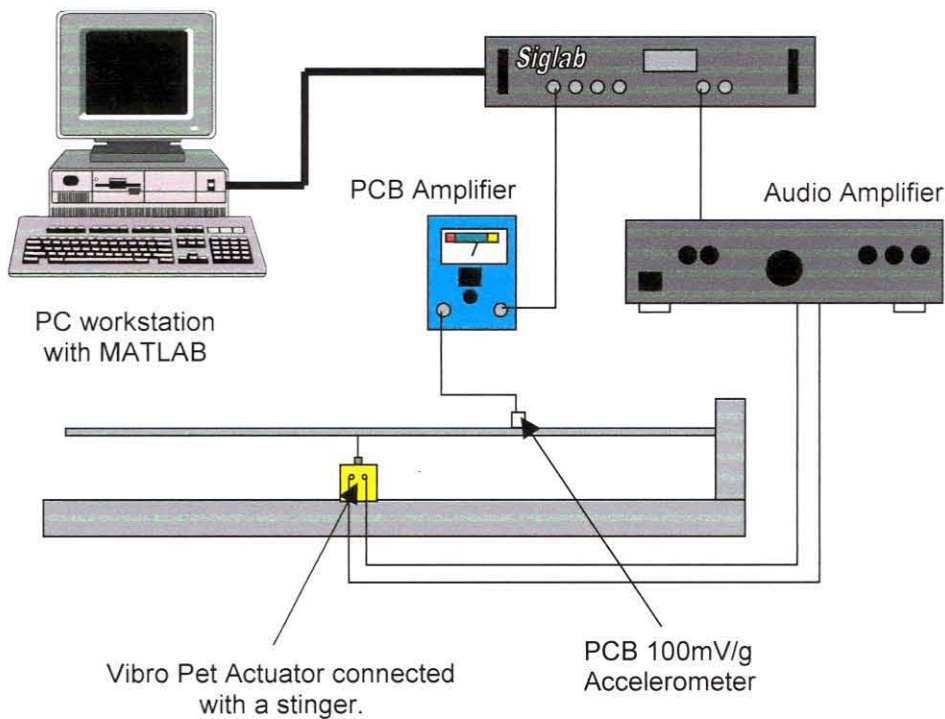 Siglab
PCB Amplifier
Audio Amplifier
PC workstation
with MATLAB
Vibro Pet Actuator connected
with a stinger.
PCB 100mV/g
Accelerometer